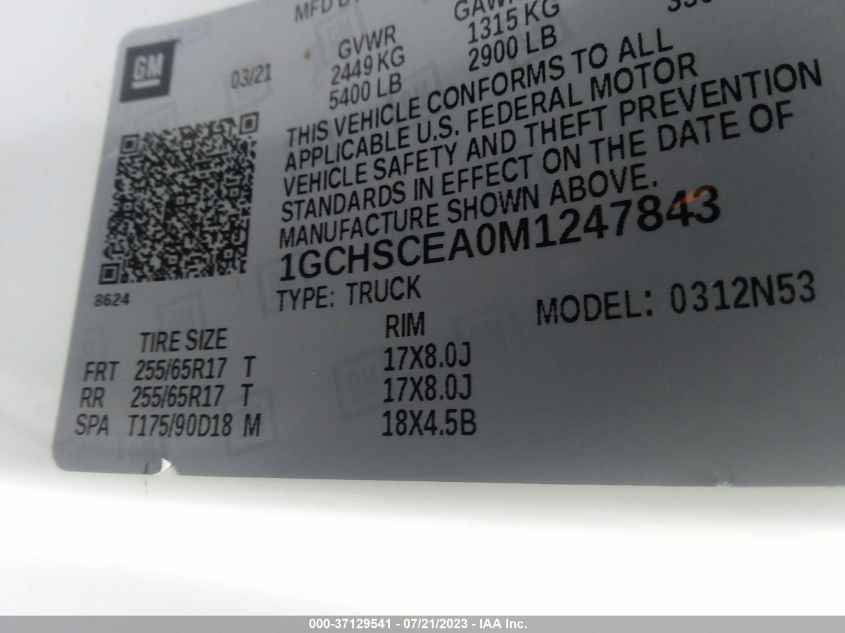 GM
03/21
GVWR
2449 KG
5400 LB
1315 KG
2900 LB
THIS VEHICLE CONFORMS TO ALL
APPLICABLE U.S. FEDERAL MOTOR
VEHICLE SAFETY AND THEFT PREVENTION
STANDARDS IN EFFECT ON THE DATE OF
MANUFACTURE SHOWN ABOVE.
1GCHSCEA0M1247843
8624
TYPE: TRUCK
MODEL: 0312N53
TIRE SIZE RIM
FRT 255/65R17 T 17X8.0J
RR 255/65R17 T 17X8.0J
SPA T175/90D18 M 18X4.5B
000-37129541 - 07/21/2023 - IAA Inc.